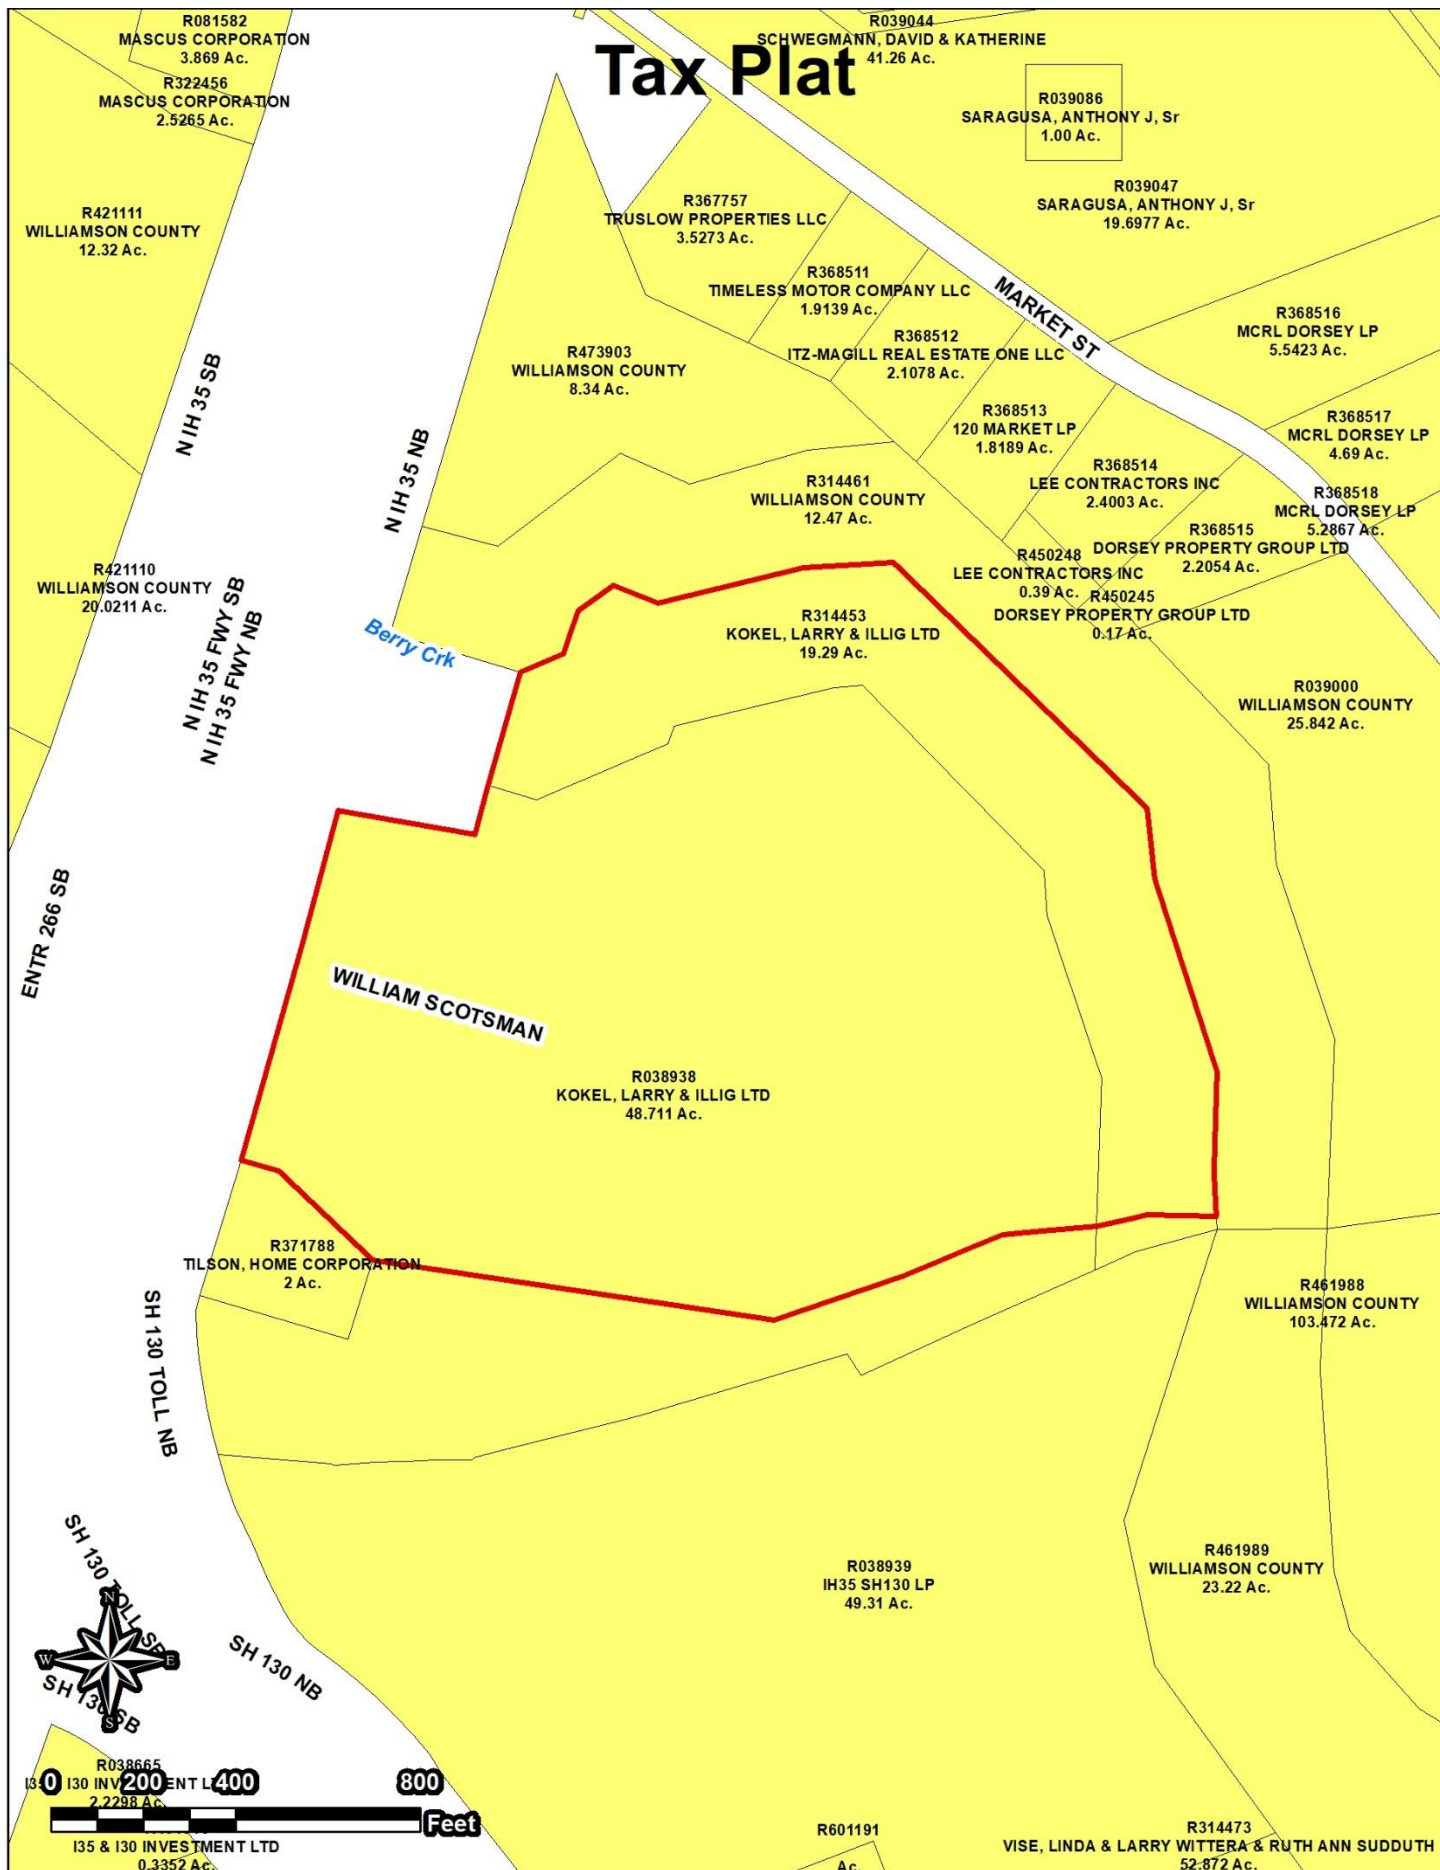 Tax Plat
R081582
MASCUS CORPORATION
3.869 Ac.
R322456
MASCUS CORPORATION
2.5265 Ac.
R039044
SCHWEGMANN, DAVID & KATHERINE
41.26 Ac.
R039086
SARAGUSA, ANTHONY J, Sr
1.00 Ac.
R039047
SARAGUSA, ANTHONY J, Sr
19.6977 Ac.
R421111
WILLIAMSON COUNTY
12.32 Ac.
R367757
TRUSLOW PROPERTIES LLC
3.5273 Ac.
R368511
TIMELESS MOTOR COMPANY LLC
1.9139 Ac.
MARKET ST
R368512
ITZ-MAGILL REAL ESTATE ONE LLC
2.1078 Ac.
R368516
MCRL DORSEY LP
5.5423 Ac.
R473903
WILLIAMSON COUNTY
8.34 Ac.
N IH 35 SB
N IH 35 NB
R368513
120 MARKET LP
1.8189 Ac.
R368517
MCRL DORSEY LP
4.69 Ac.
R368514
LEE CONTRACTORS INC
2.4003 Ac.
R314461
WILLIAMSON COUNTY
12.47 Ac.
R368518
MCRL DORSEY LP
5.2867 Ac.
R368515
DORSEY PROPERTY GROUP LTD
2.2054 Ac.
R450248
LEE CONTRACTORS INC
0.39 Ac.
R450245
DORSEY PROPERTY GROUP LTD
0.17 Ac.
R421110
WILLIAMSON COUNTY
20.0211 Ac.
N IH 35 FWY SB
N IH 35 FWY NB
Berry Crk
R314453
KOKEL, LARRY & ILLIG LTD
19.29 Ac.
R039000
WILLIAMSON COUNTY
25.842 Ac.
ENTR 266 SB
WILLIAM SCOTSMAN
R038938
KOKEL, LARRY & ILLIG LTD
48.711 Ac.
R371788
TILSON, HOME CORPORATION
2 Ac.
R461988
WILLIAMSON COUNTY
103.472 Ac.
SH 130 TOLL NB
R038939
IH35 SH130 LP
49.31 Ac.
R461989
WILLIAMSON COUNTY
23.22 Ac.
SH 130 TOLL SB
SH 130 NB
N
W E
S
SH 130 SB
R038665
2.2298 Ac.
0 200 400 800
Feet
I35 & I30 INVESTMENT LTD
0.3352 Ac.
R601191
Ac.
R314473
VISE, LINDA & LARRY WITTERA & RUTH ANN SUDDUTH
52.872 Ac.